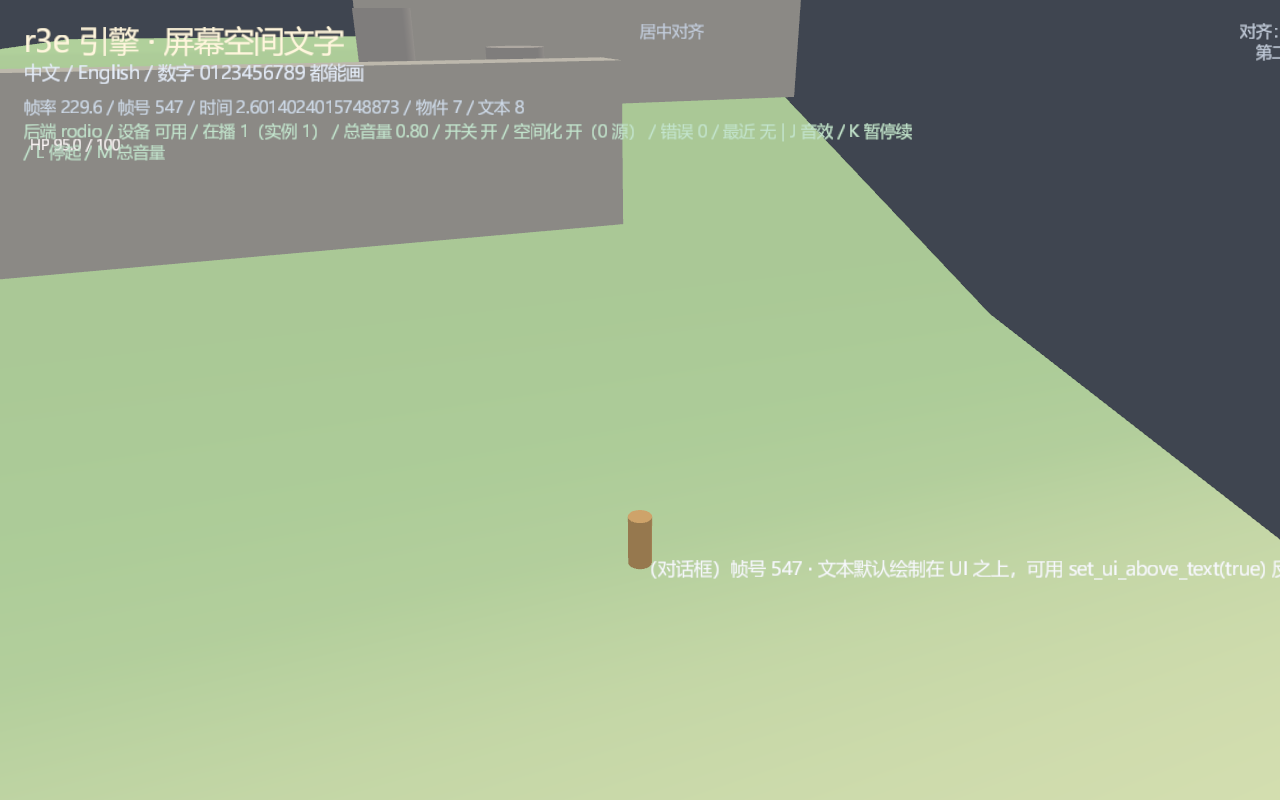 r3e 引擎 · 屏幕空间文字
居中对齐
对齐:
第二
中文 / English / 数字 0123456789 都能画
帧率 229.6 / 帧号 547 / 时间 2.6014024015748873 / 物件 7 / 文本 8
后端 rodio / 设备 可用 / 在播 1（实例 1） / 总音量 0.80 / 开关 开 / 空间化 开（0 源） / 错误 0 / 最近 无 | J 音效 / K 暂停续
/ L 停起 / M 总音量
HP 95.0 / 100
（对话框）帧号 547 · 文本默认绘制在 UI 之上，可用 set_ui_above_text(true) 反